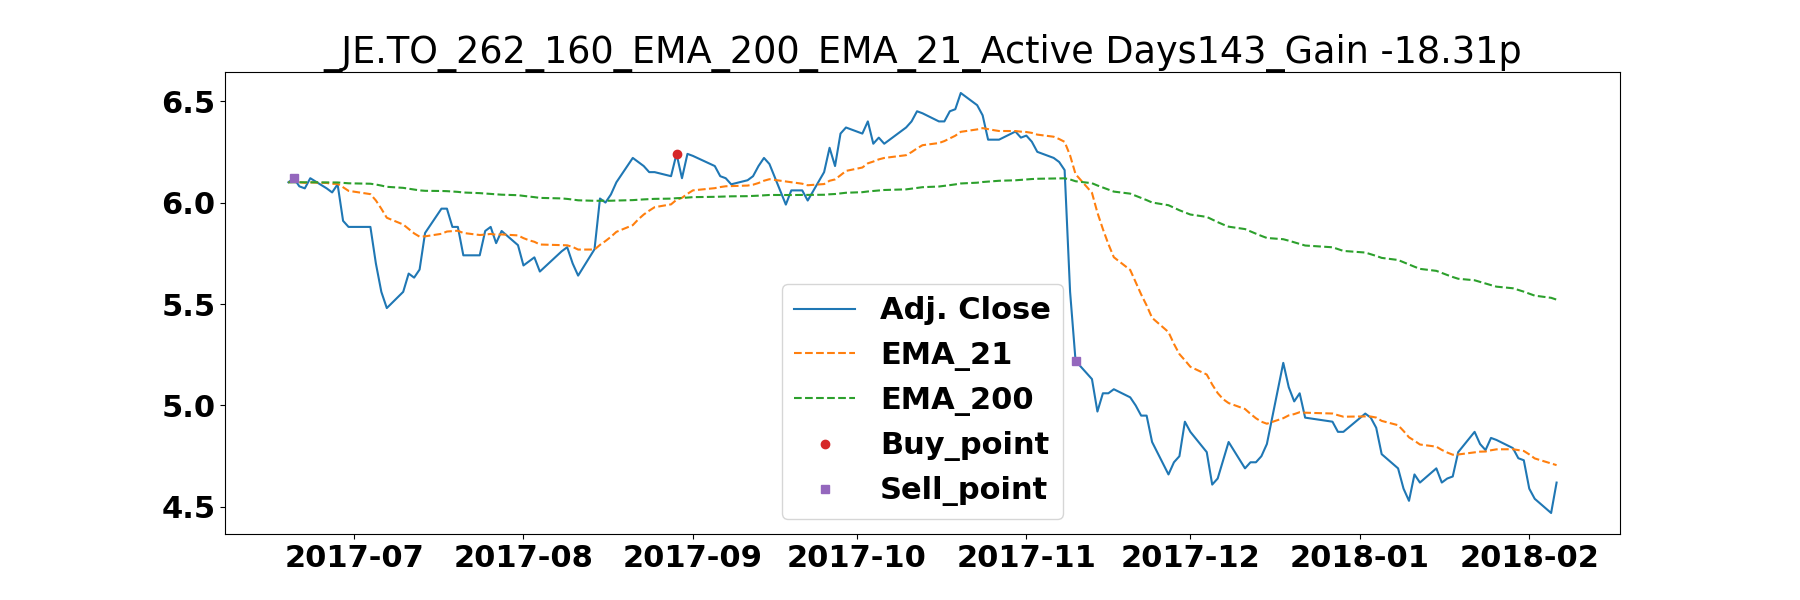 _JE.TO_262_160_EMA_200_EMA_21_Active Days143_Gain -18.31p
6.5
6.0
5.5
5.0
4.5
Adj. Close
EMA_21
EMA_200
Buy_point
Sell_point
2017-07 2017-08 2017-09 2017-10 2017-11 2017-12 2018-01 2018-02